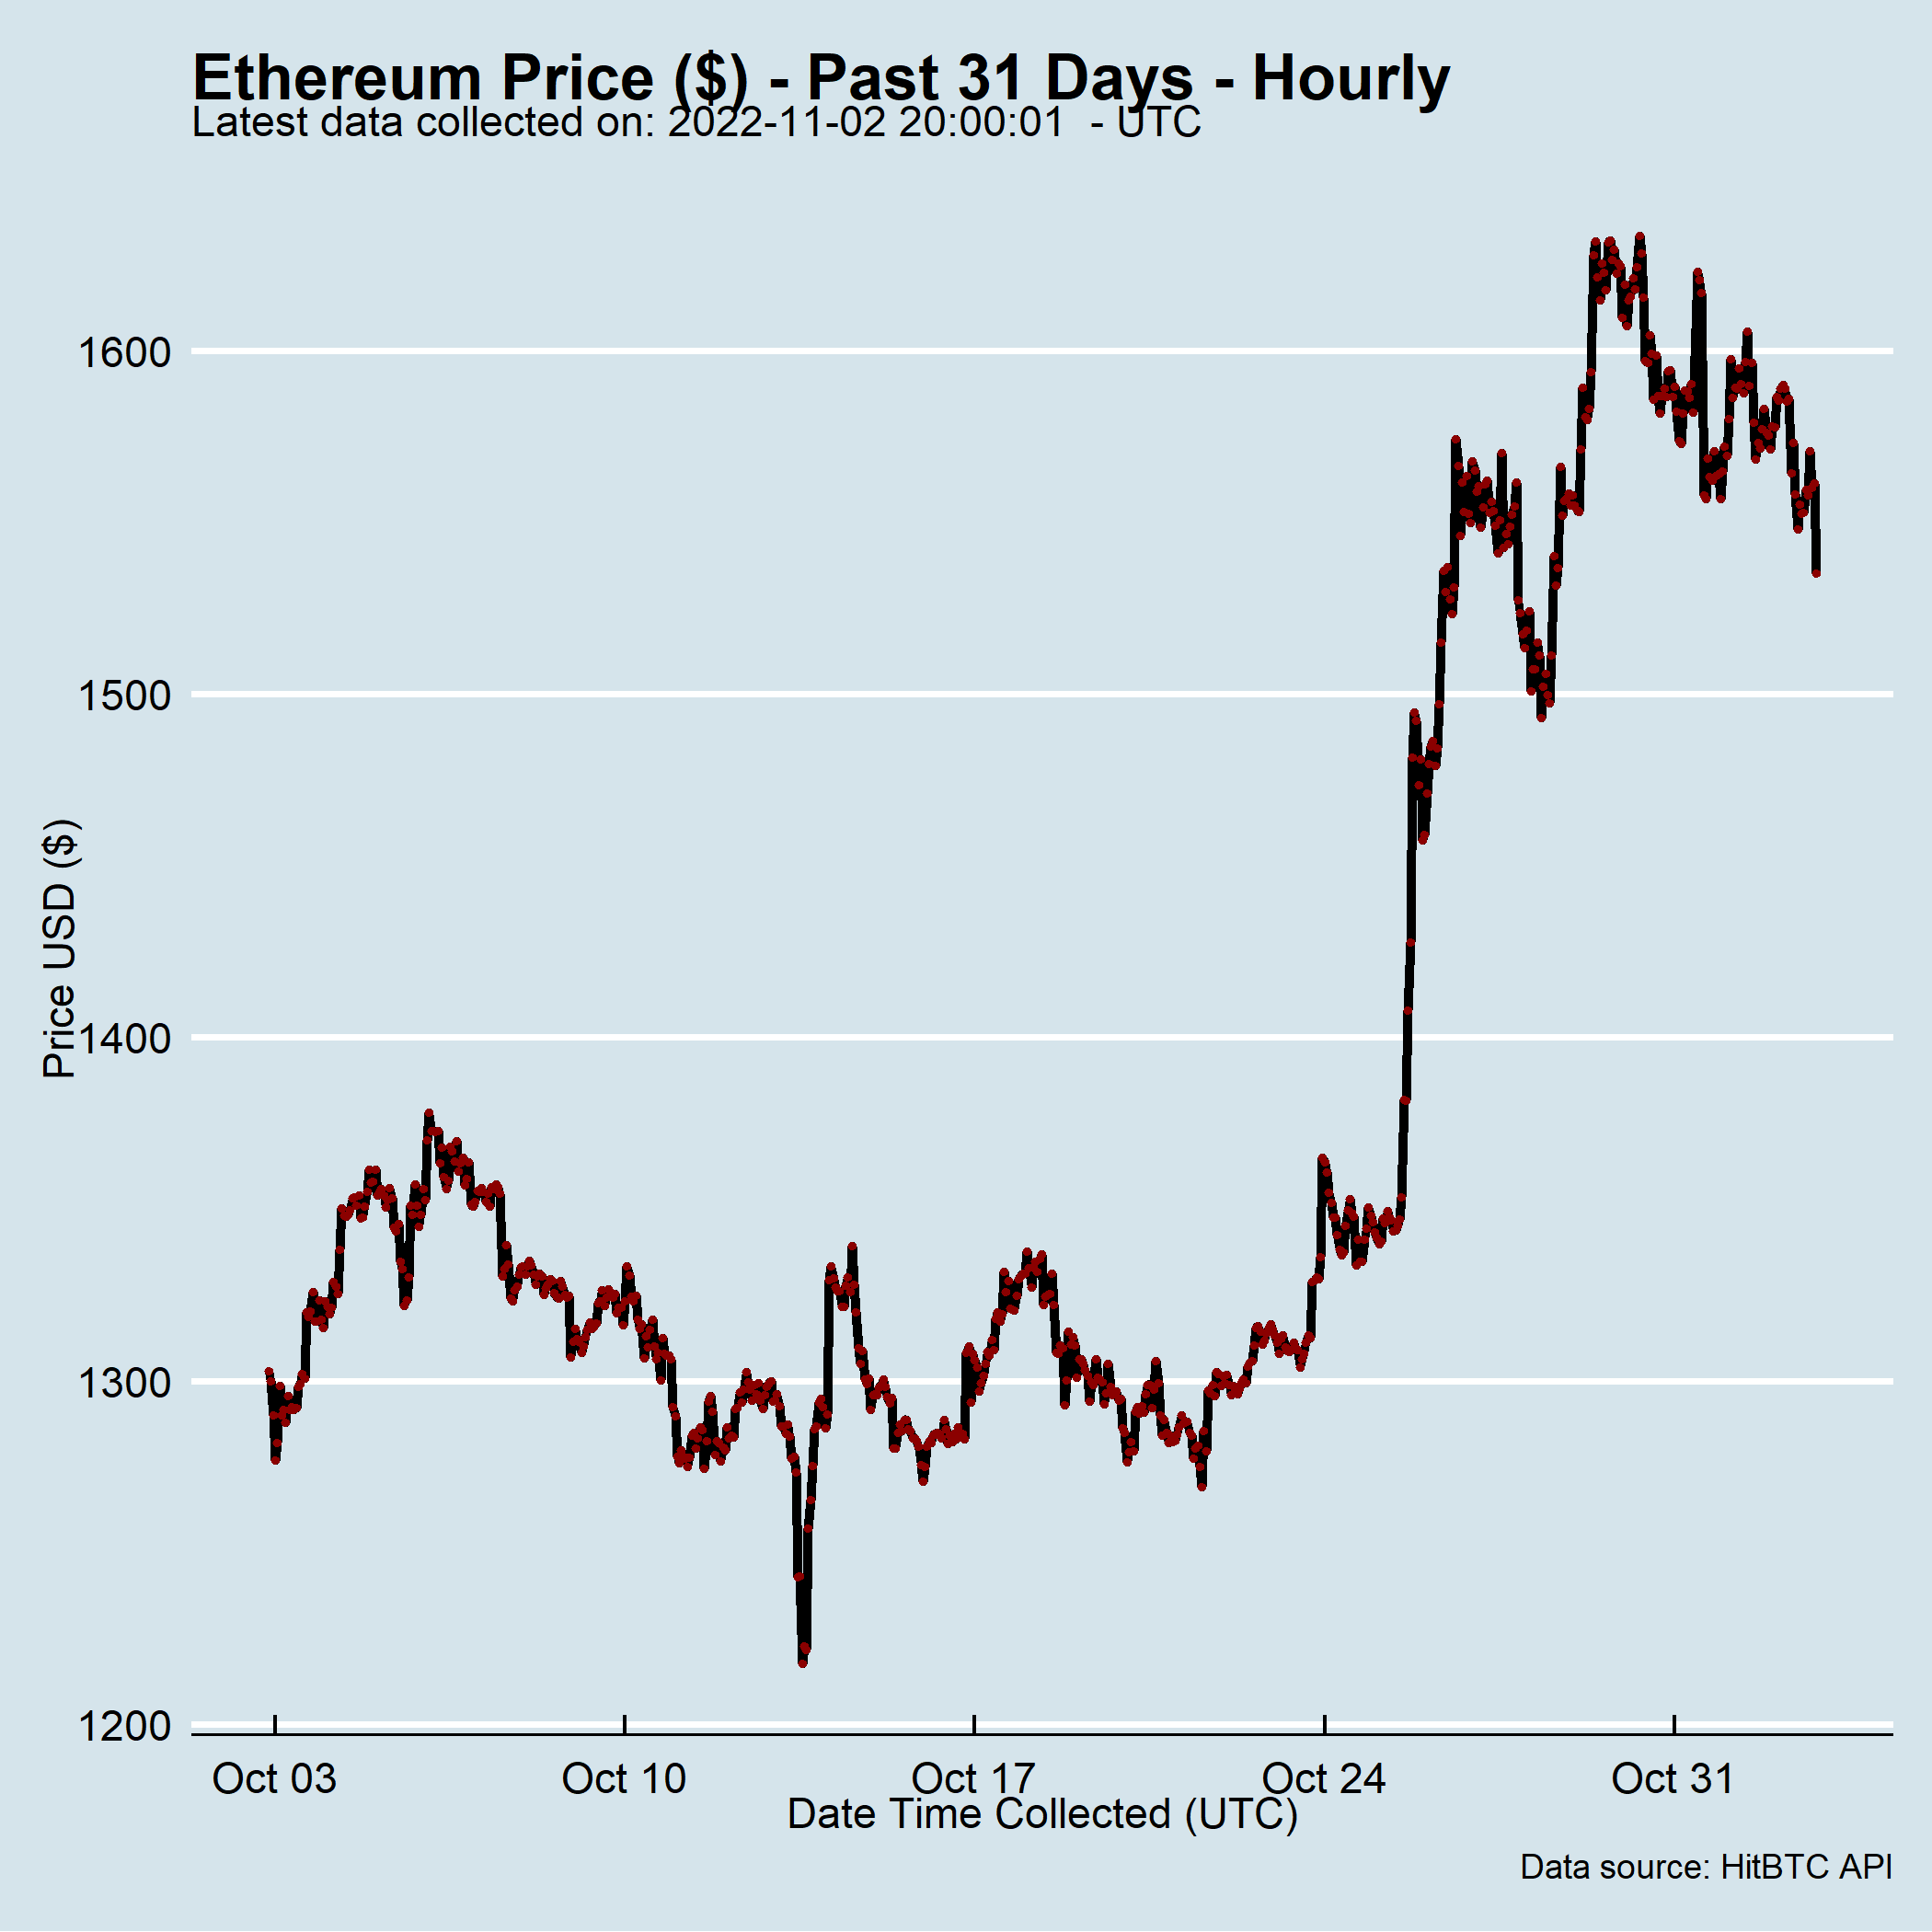 Ethereum Price ($) - Past 31 Days - Hourly
Latest data collected on: 2022-11-02 20:00:01  - UTC
Price USD ($)
1600
1500
1400
1300
1200
Oct 03 Oct 10 Oct 17 Oct 24 Oct 31
Date Time Collected (UTC)
Data source: HitBTC API